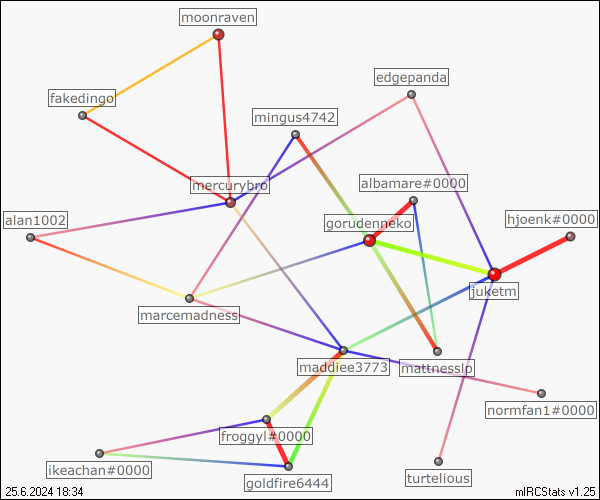 moonraven
edgepanda
fakedingo
mingus4742
mercurybro
albamare#0000
alan1002
gorudenneko
hjoenk#0000
juketm
marcemadness
maddiee3773
mattnesslp
normfan1#0000
froggyl#0000
ikeachan#0000
goldfire6444
turtelious
25.6.2024 18:34
mIRCStats v1.25